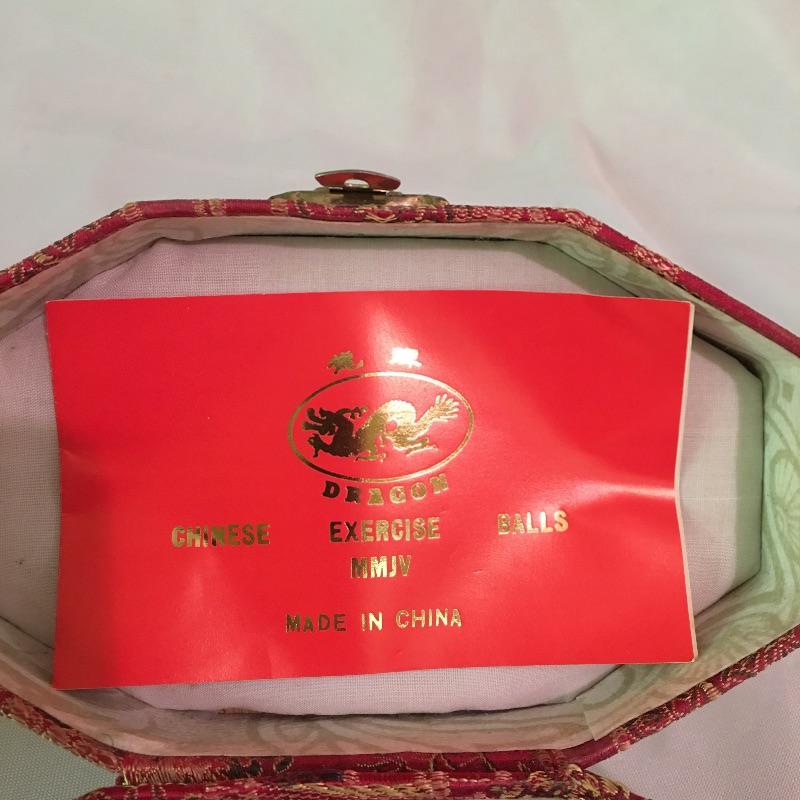 DRAGON
CHINESE EXERCISE BALLS
MMJV
MADE IN CHINA